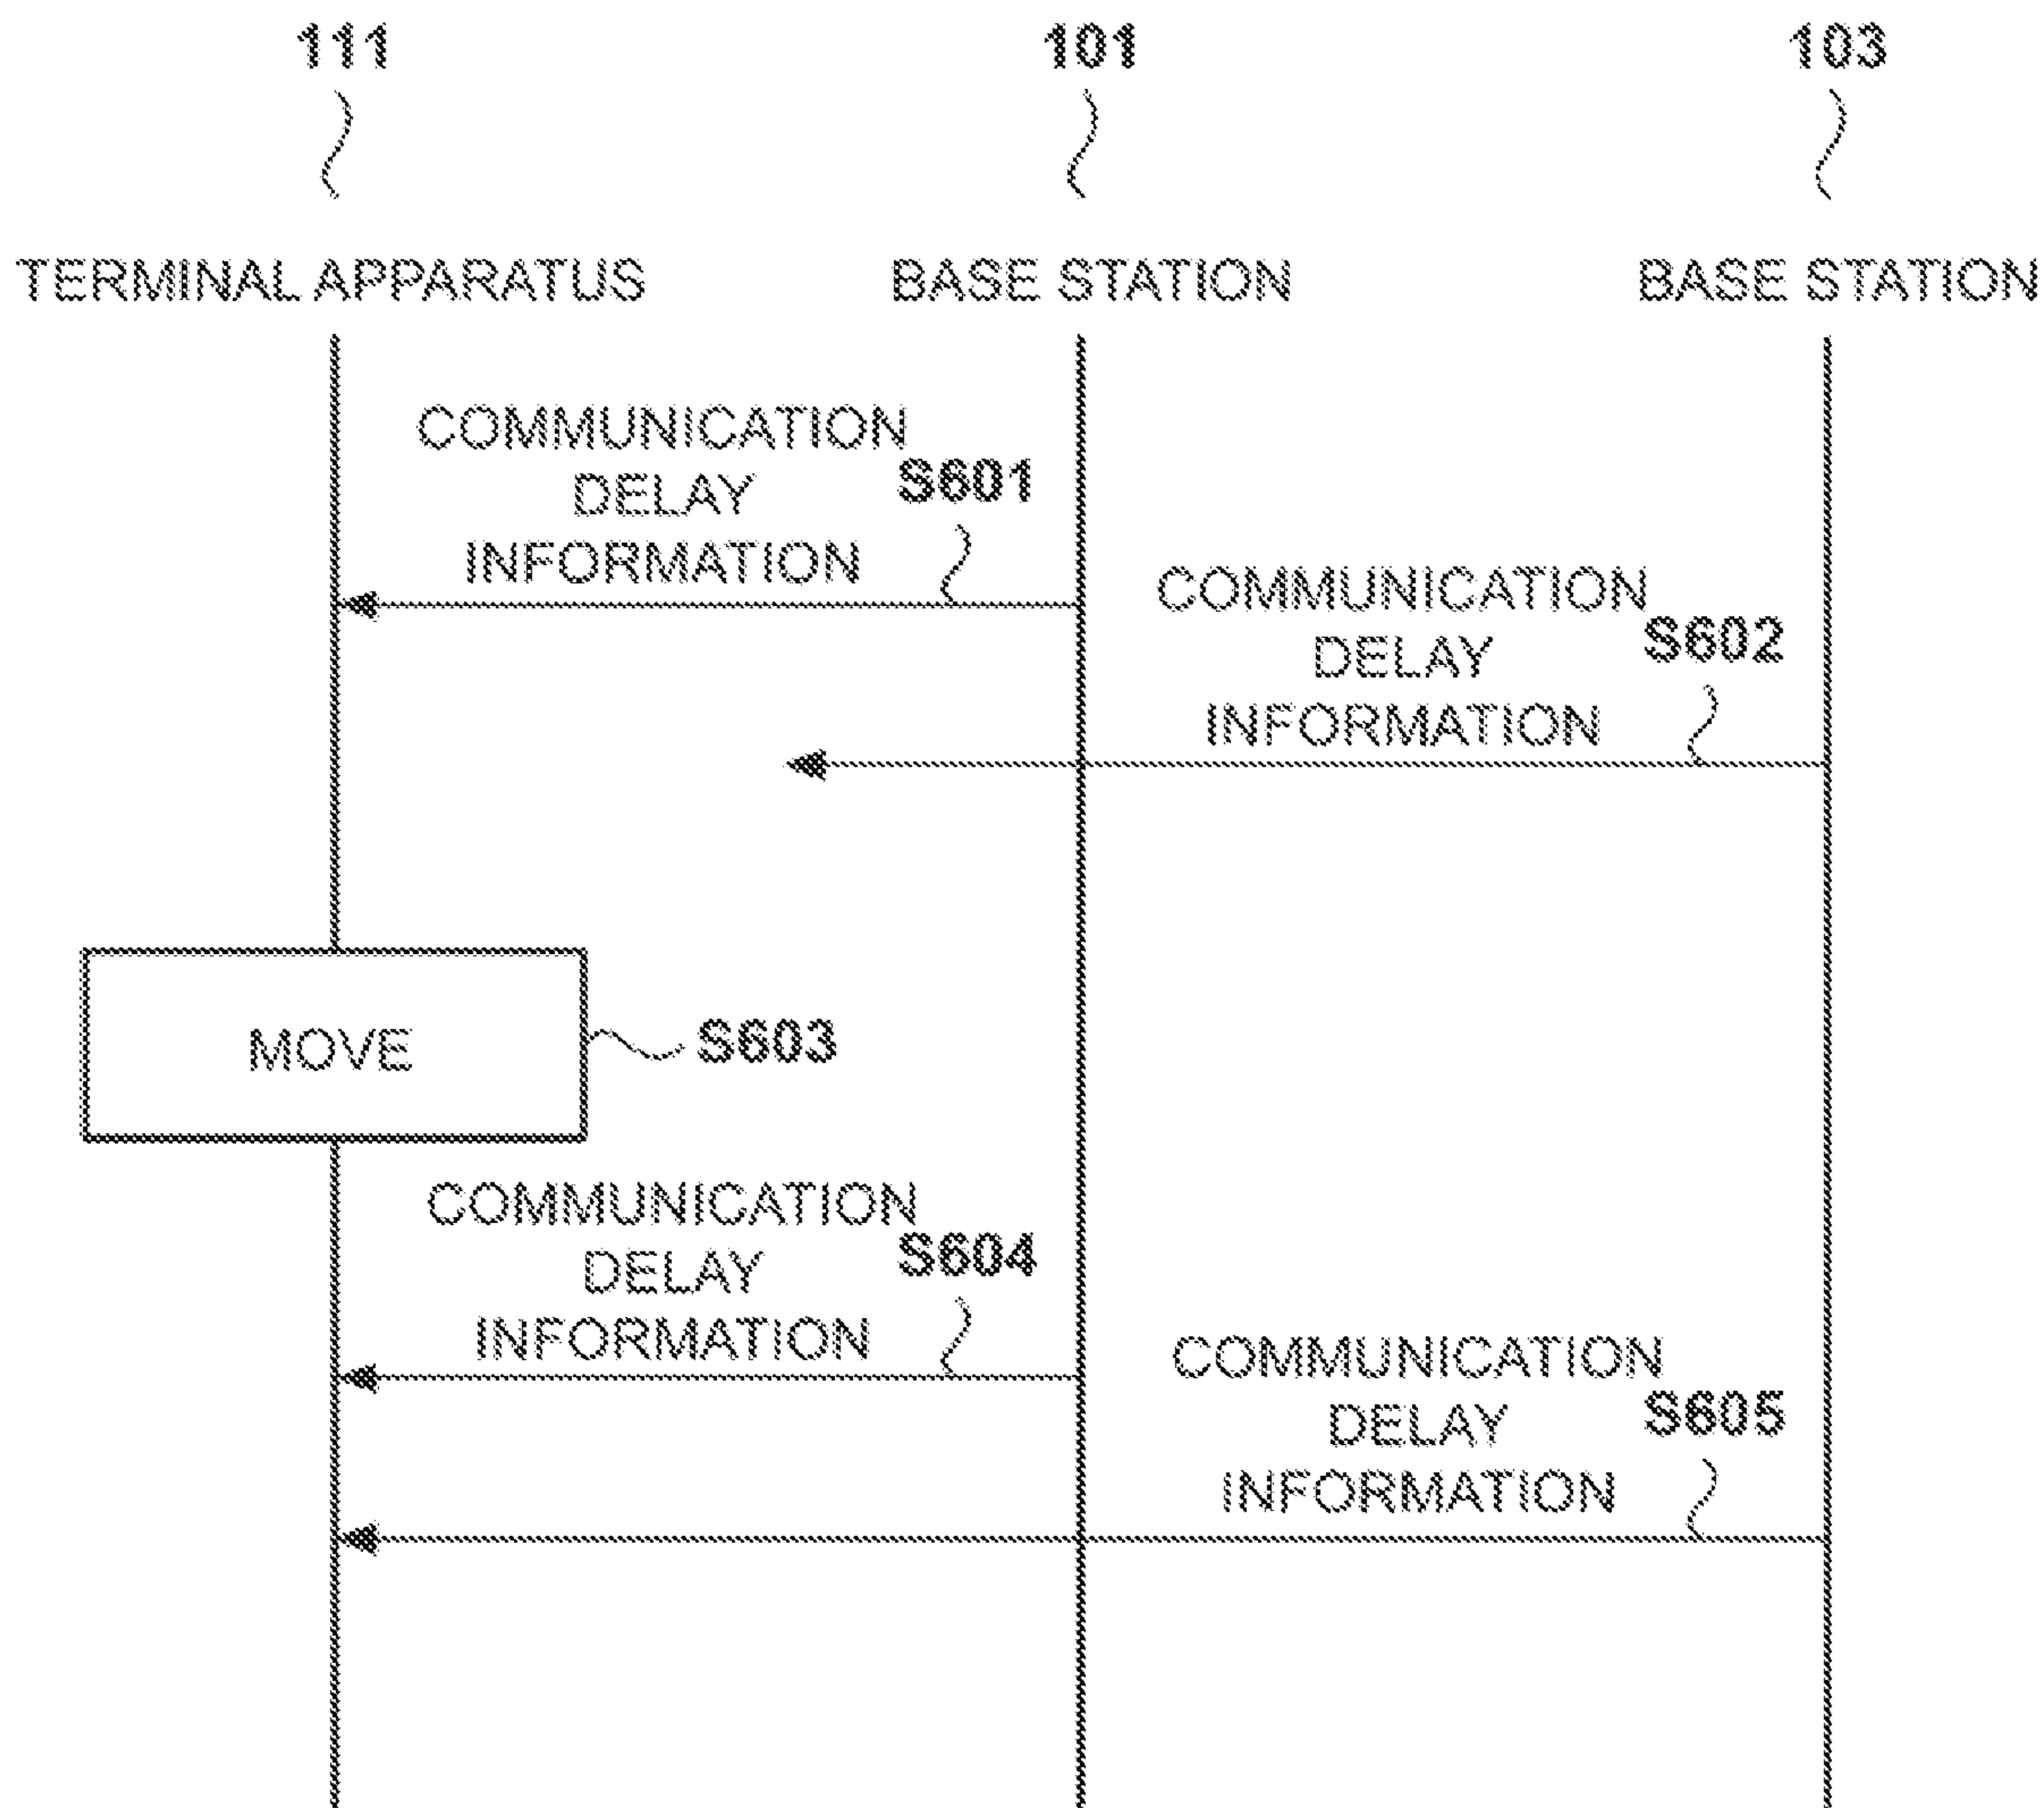 111
101
103
TERMINAL APPARATUS
BASE STATION
BASE STATION
COMMUNICATION
DELAY
INFORMATION
S601
COMMUNICATION
DELAY
INFORMATION
S602
MOVE
S603
COMMUNICATION
DELAY
INFORMATION
S604
COMMUNICATION
DELAY
INFORMATION
S605